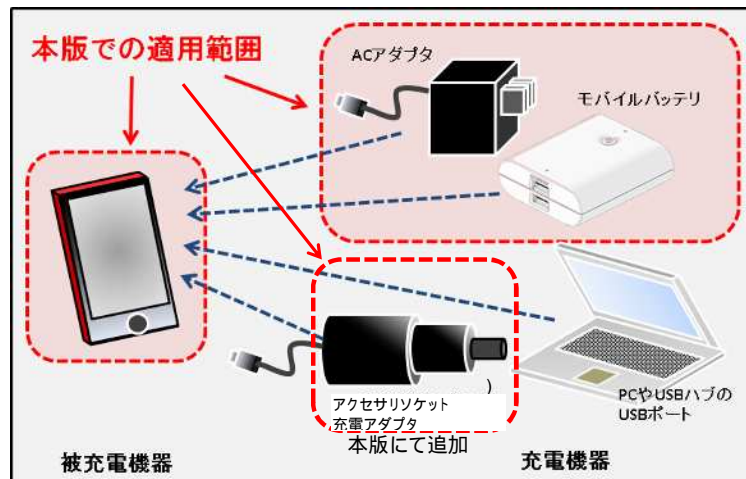 本版での適用範囲
ACアダプタ
モバイルバッテリ
)
アクセサリソケット
充電アダプタ
本版にて追加
PCやUSBハブの
USBポート
被充電機器
充電機器